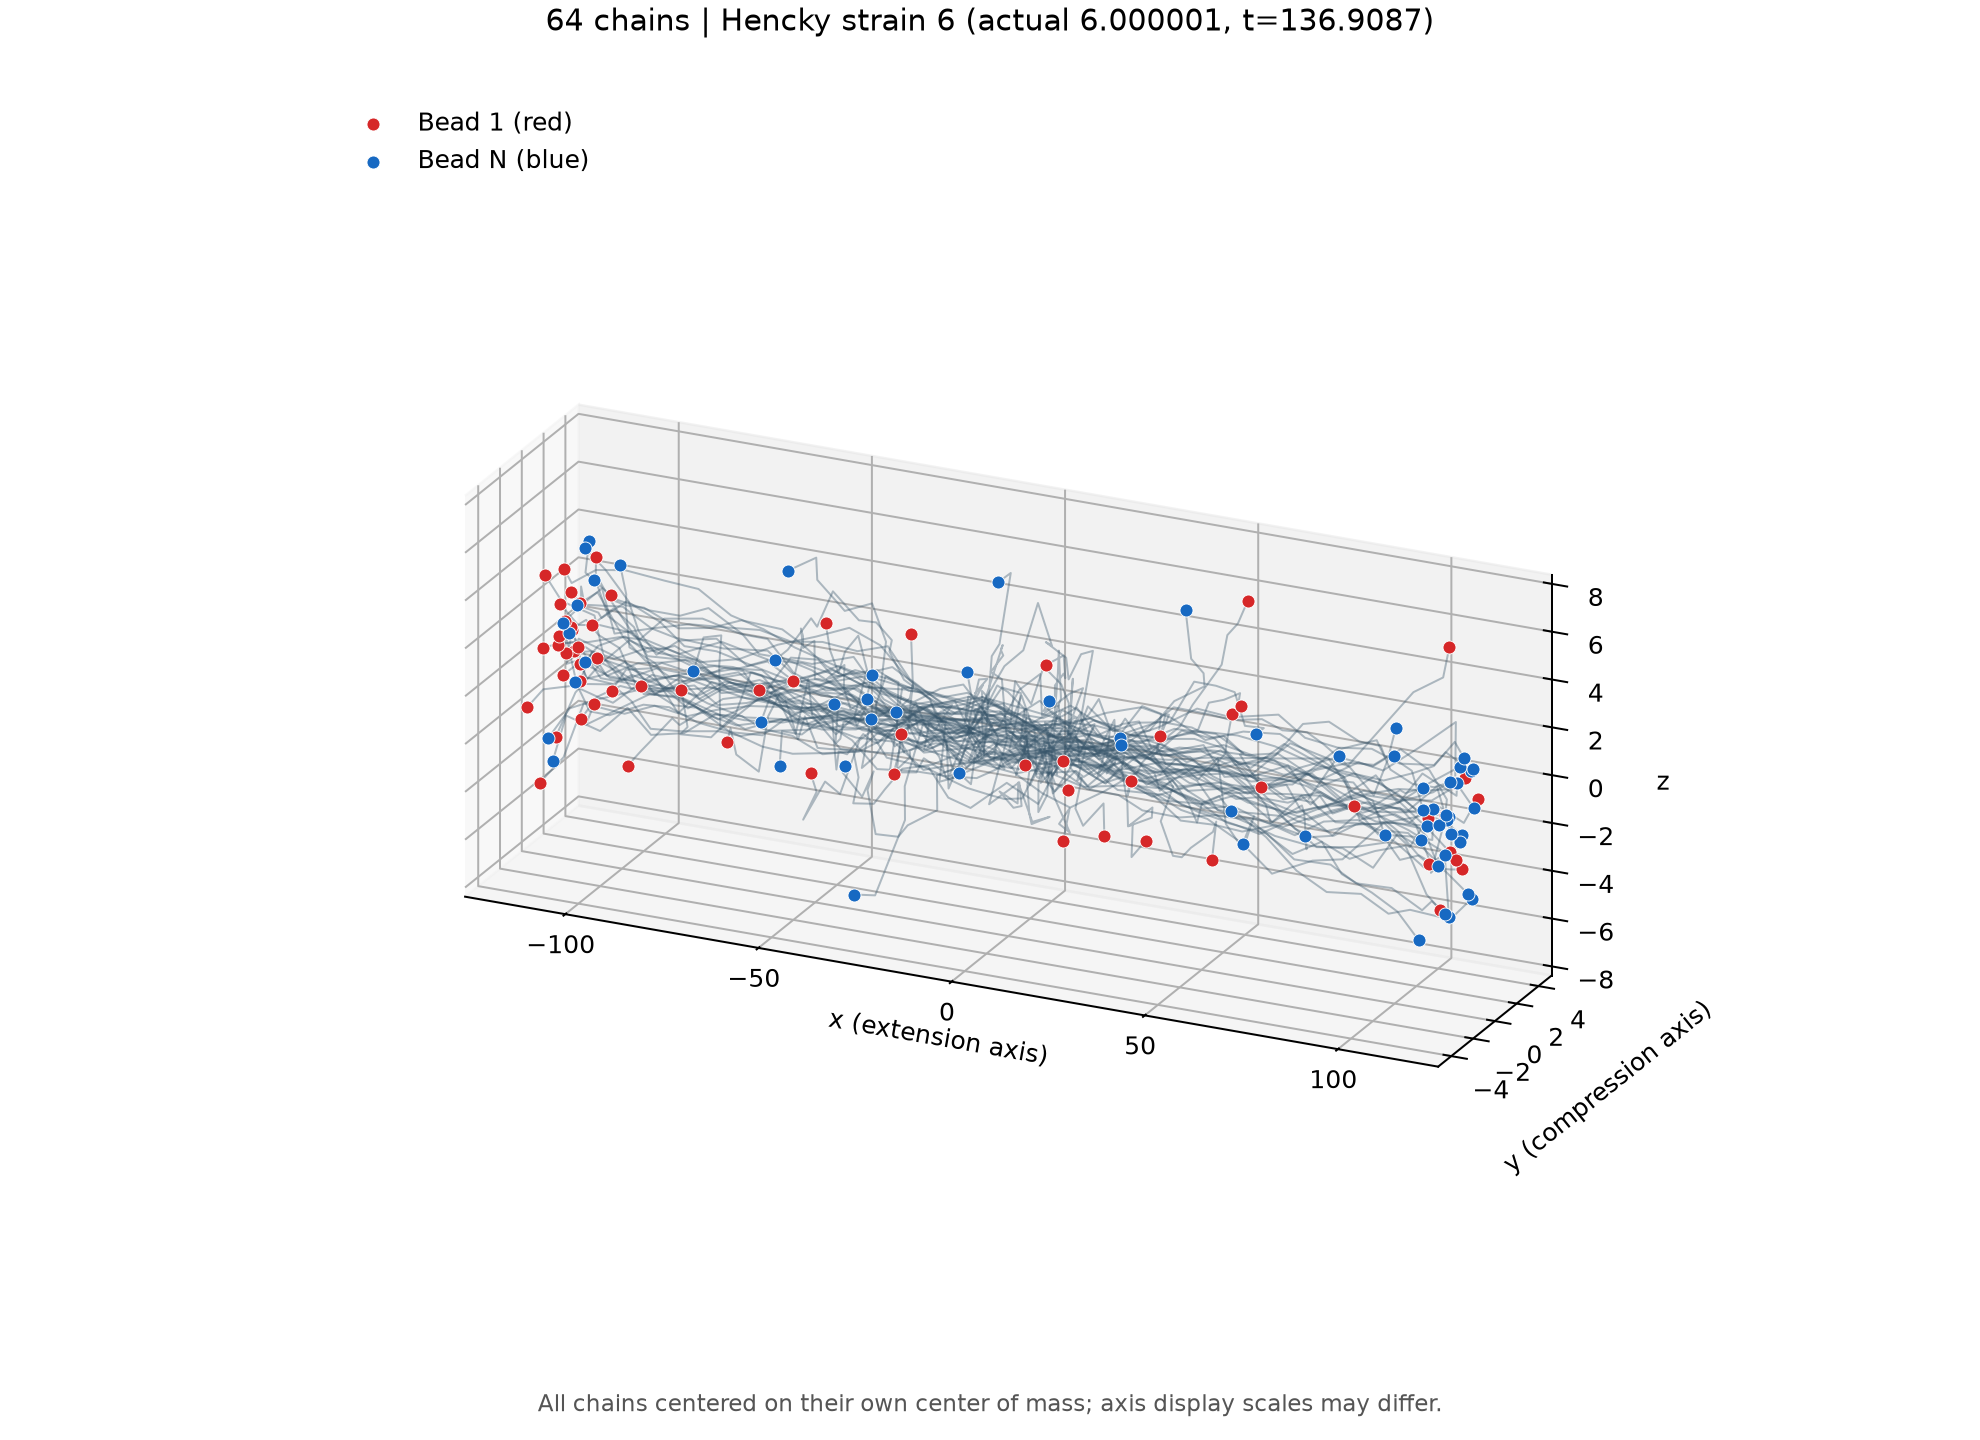 64 chains | Hencky strain 6 (actual 6.000001, t=136.9087)
Bead 1 (red)
Bead N (blue)
8
6
4
2
0
−2
−4
−6
−8
z
−100
−50
0
50
100
x (extension axis)
4
2
0
−2
−4
y (compression axis)
All chains centered on their own center of mass; axis display scales may differ.